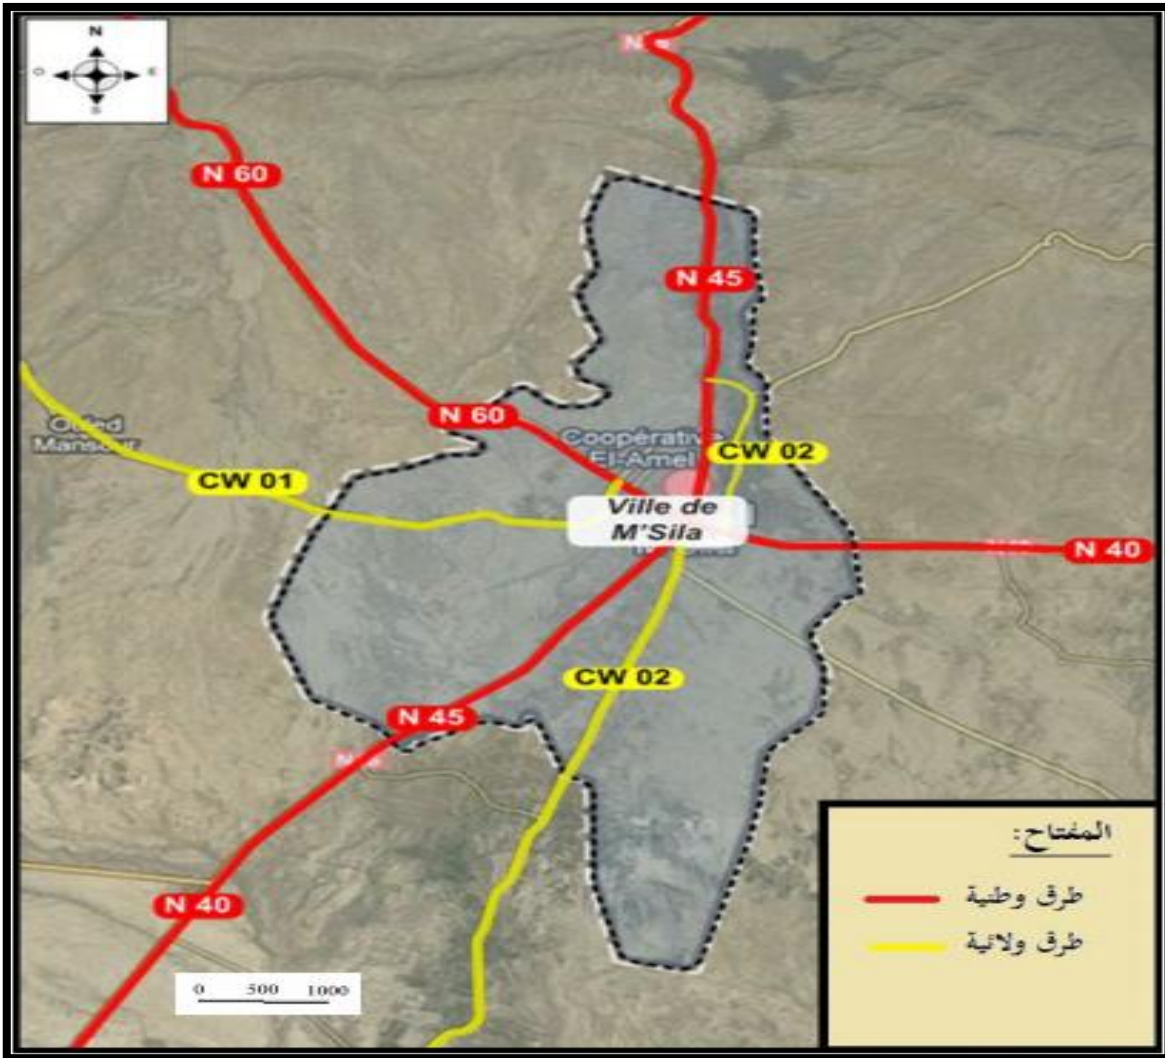 N
O
E
S
N 60
N 45
Oued
Mansour
N 60
Coopérative
El-Amel
CW 02
CW 01
Ville de
M'Sila
N 40
CW 02
N 45
N 40
المفتاح:
طرق وطنية
طرق ولائية
0 500 1000